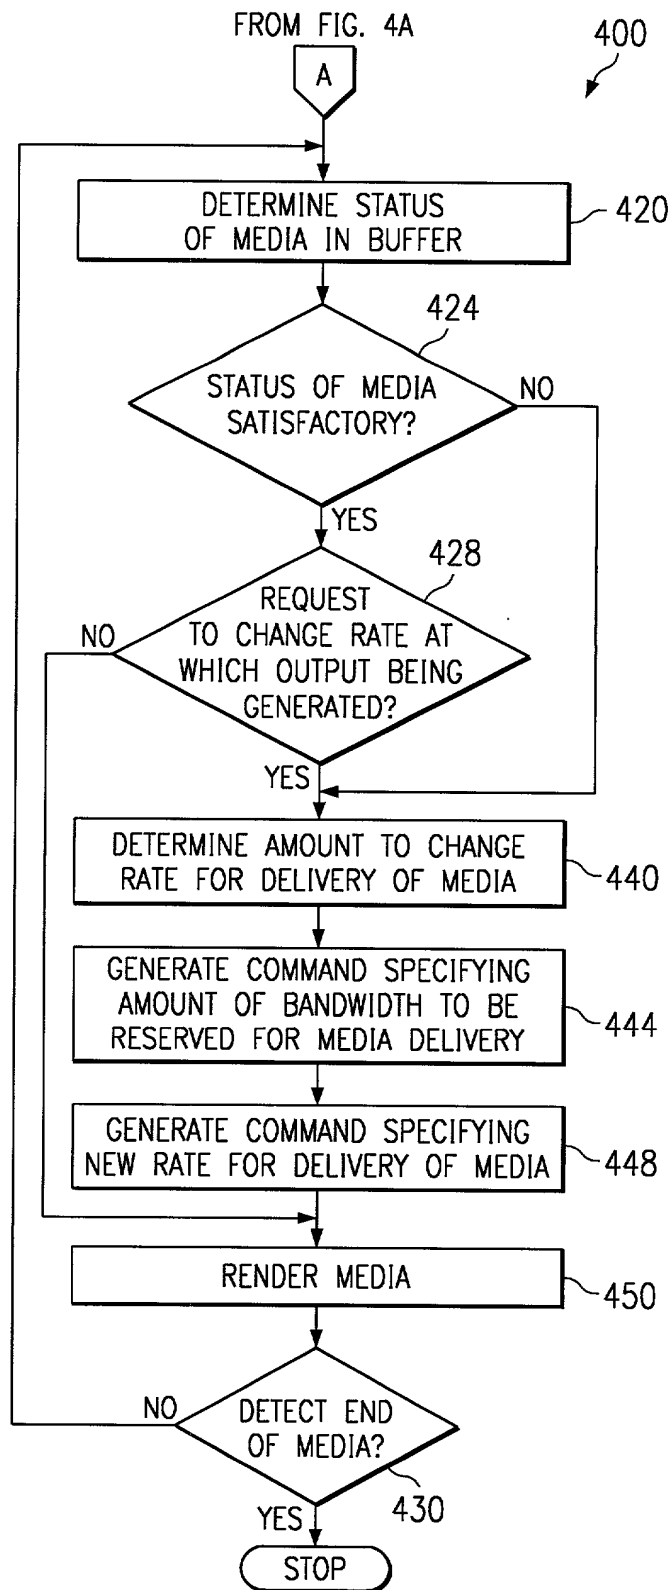 FROM FIG. 4A
400
A
DETERMINE STATUS
OF MEDIA IN BUFFER
420
424
STATUS OF MEDIA
SATISFACTORY?
NO
YES
428
REQUEST
TO CHANGE RATE AT
WHICH OUTPUT BEING
GENERATED?
NO
YES
DETERMINE AMOUNT TO CHANGE
RATE FOR DELIVERY OF MEDIA
440
GENERATE COMMAND SPECIFYING
AMOUNT OF BANDWIDTH TO BE
RESERVED FOR MEDIA DELIVERY
444
GENERATE COMMAND SPECIFYING
NEW RATE FOR DELIVERY OF MEDIA
448
RENDER MEDIA
450
NO
DETECT END
OF MEDIA?
430
YES
STOP